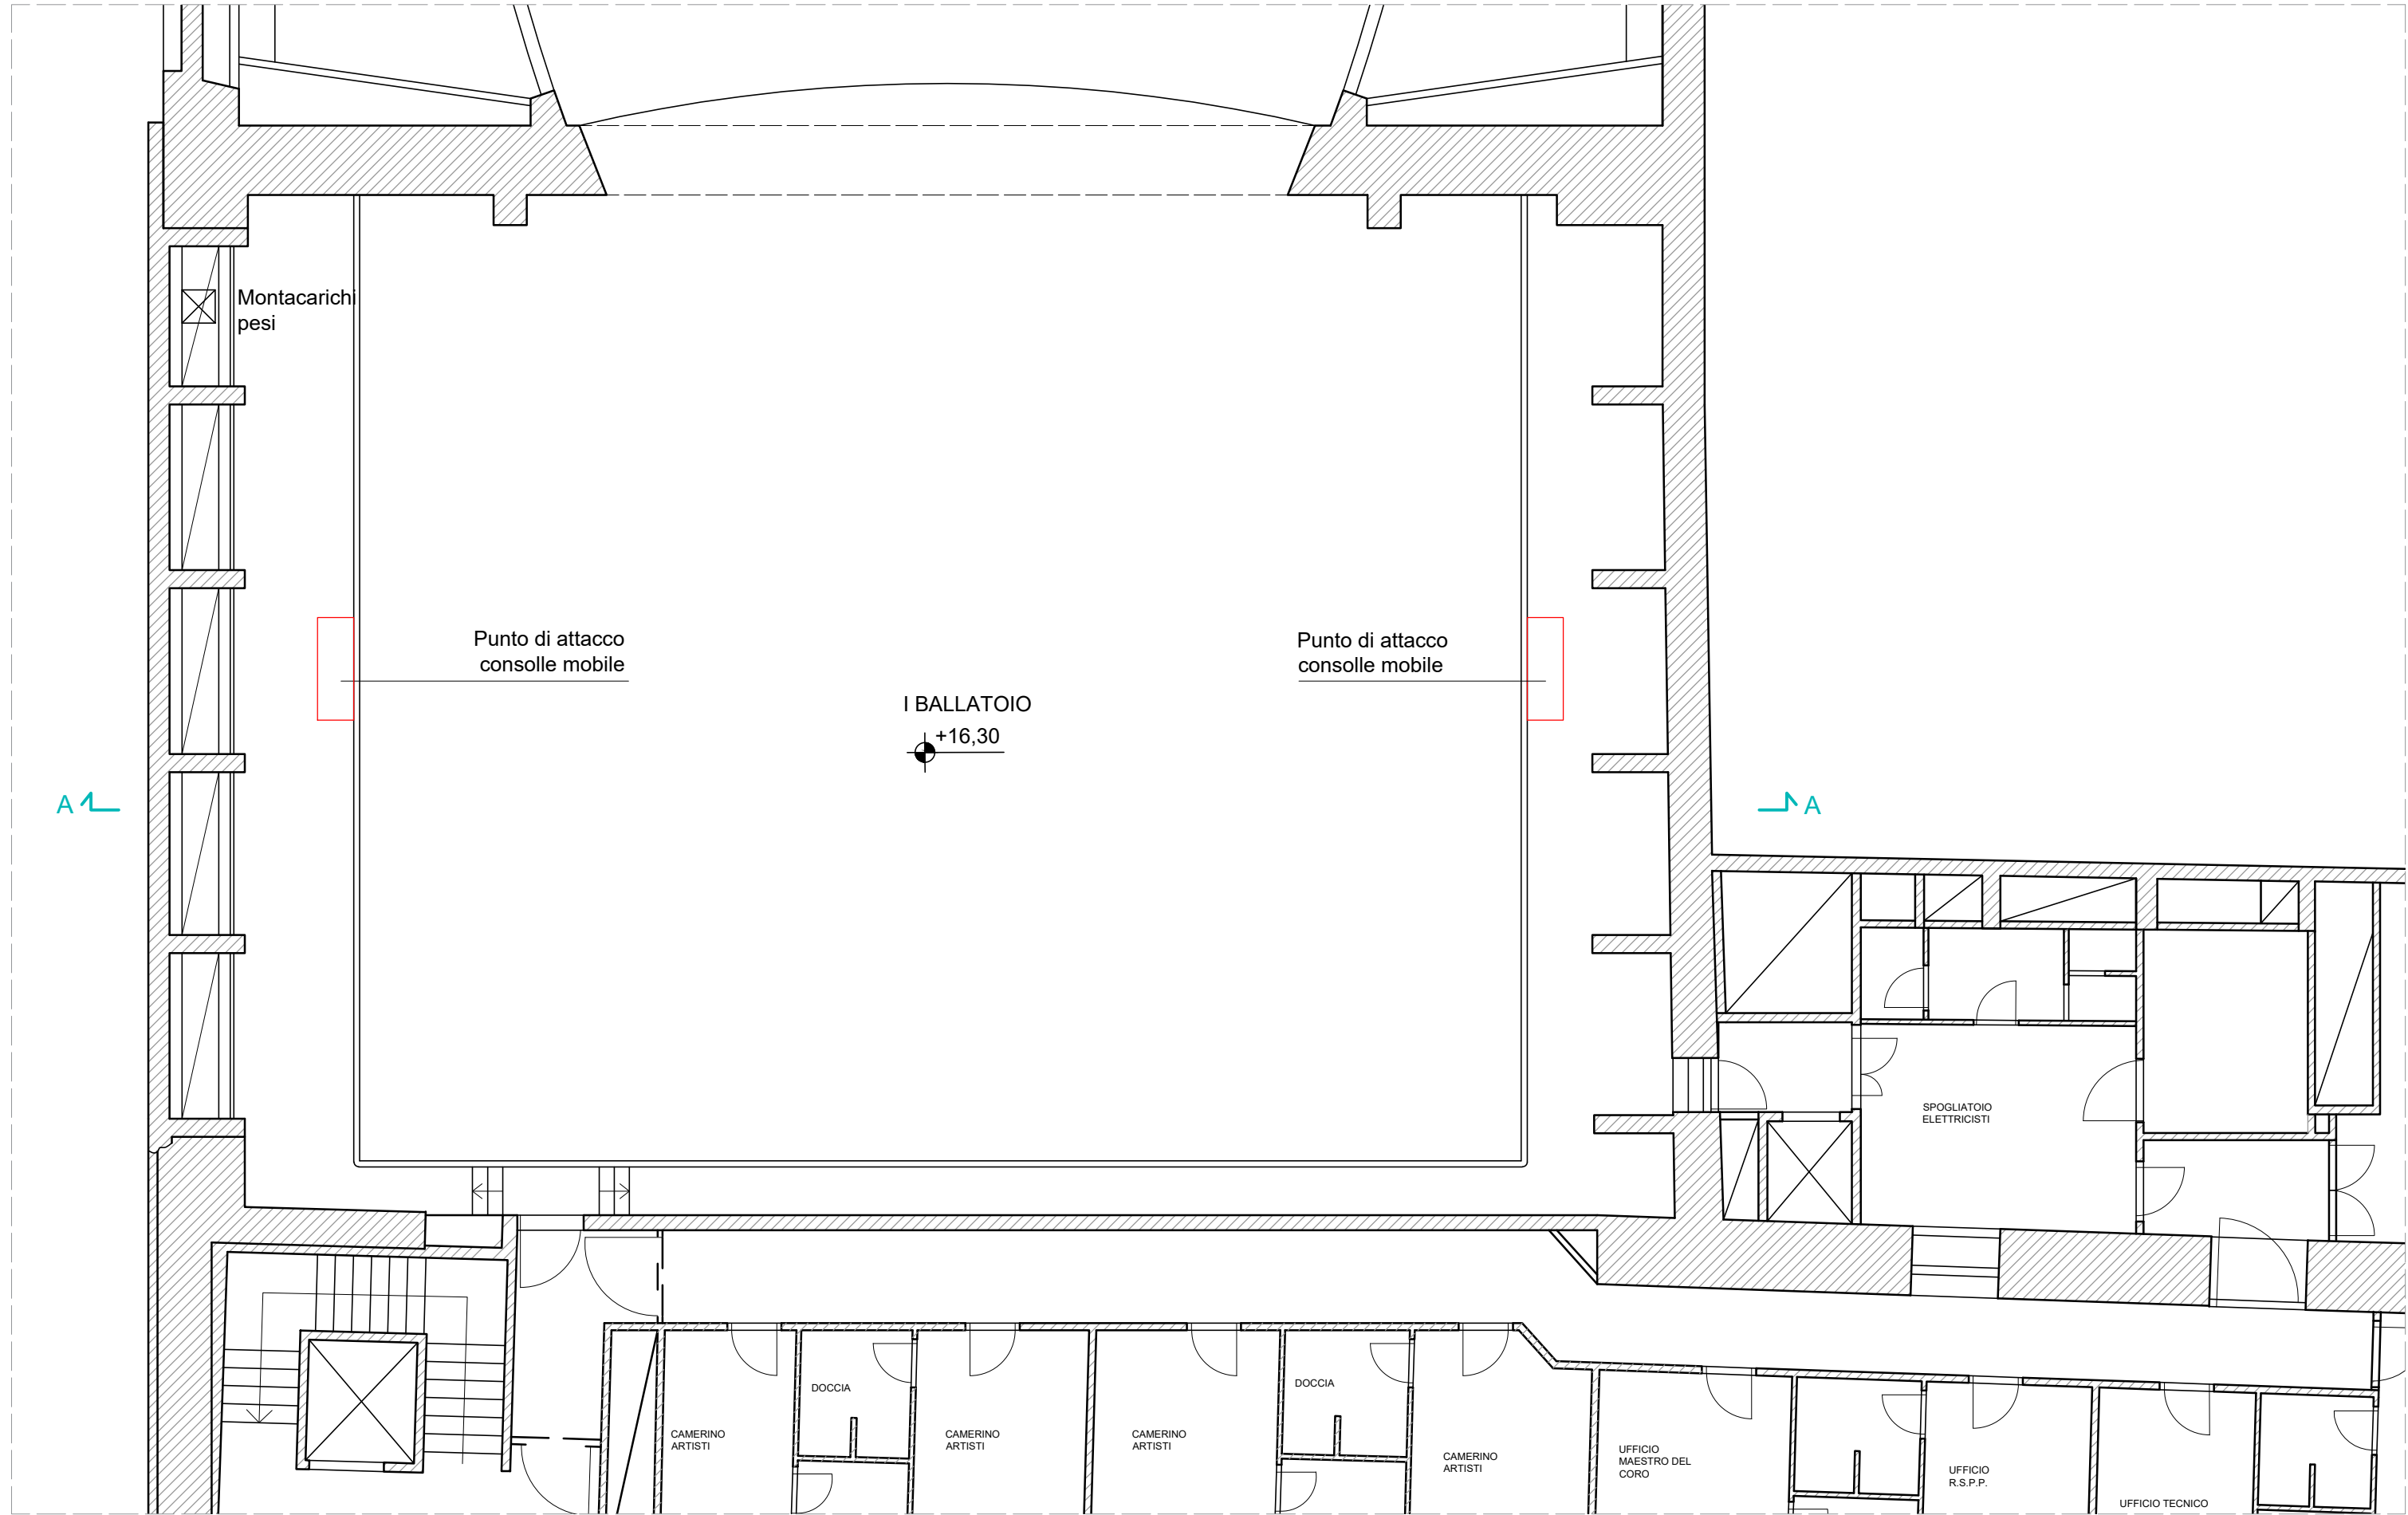 Montacarichi
pesi
Punto di attacco
consolle mobile
Punto di attacco
consolle mobile
I BALLATOIO
+16,30
A
A
SPOGLIATOIO
ELETTRICISTI
DOCCIA
DOCCIA
CAMERINO
ARTISTI
CAMERINO
ARTISTI
CAMERINO
ARTISTI
CAMERINO
ARTISTI
UFFICIO
MAESTRO DEL
CORO
UFFICIO
R.S.P.P.
UFFICIO TECNICO